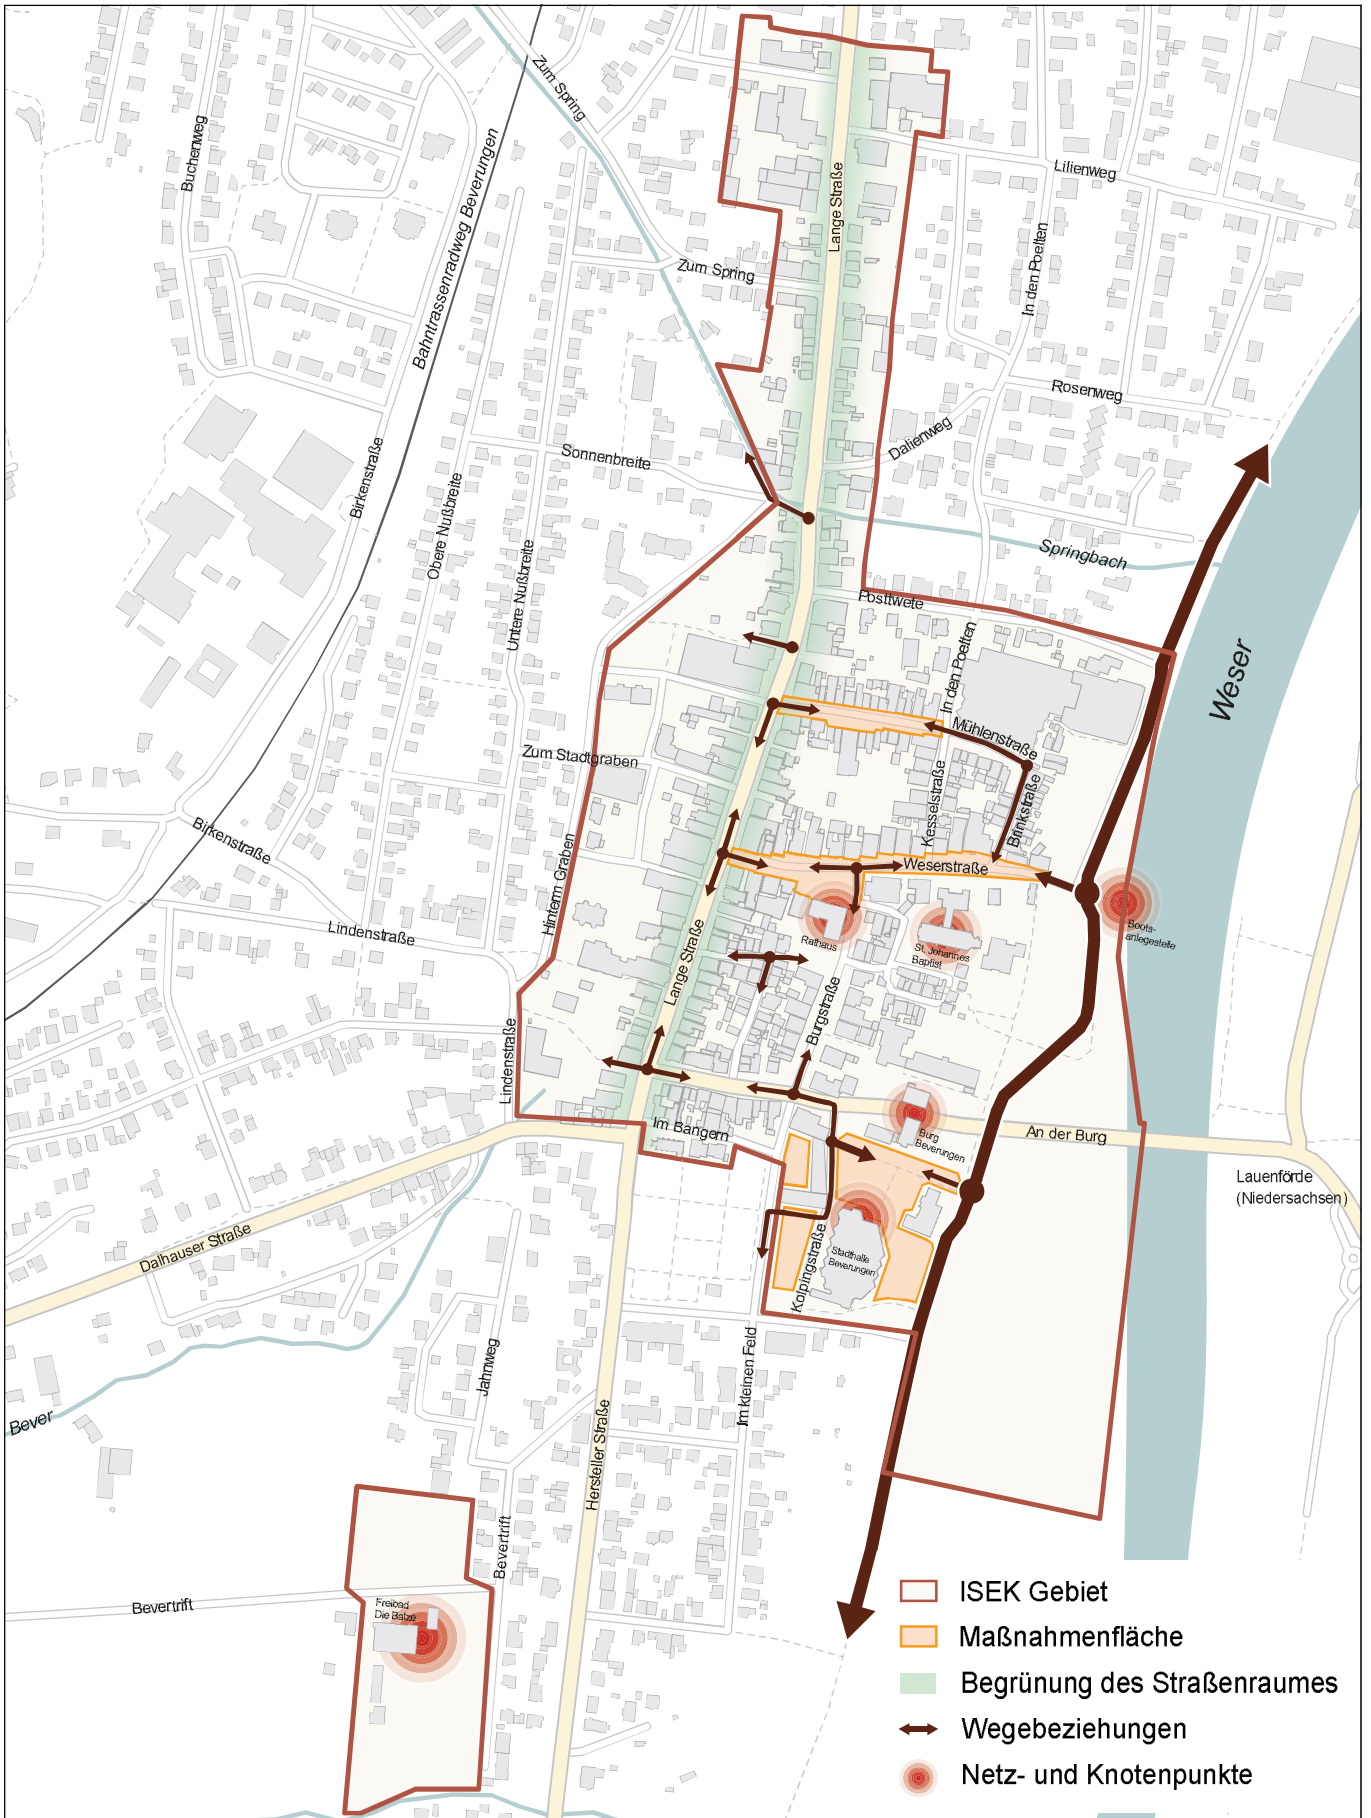 Zum Spring
Buchenweg
Bahntrassenradweg Beverungen
Lange Straße
Lilienweg
In den Poelten
Zum Spring
Rosenweg
Dalienweg
Sonnenbreite
Birkenstraße
Obere Nußbreite
Untere Nußbreite
Springbach
Posttwete
Weser
In den Poelten
Mühlenstraße
Zum Stadtgraben
Kesselstraße
Brinkstraße
Birkenstraße
Weserstraße
Hinterm Graben
Lindenstraße
Rathaus
St. Johannes
Baptist
Boots-
anlegestelle
Lange Straße
Burgstraße
Lindenstraße
Im Bangern
Burg
Beverungen
An der Burg
Lauenförde
(Niedersachsen)
Dalhauser Straße
Kolpingstraße
Stadthalle
Beverungen
Jahnweg
Im kleinen Feld
Bever
Hersteller Straße
Bevertrift
Bevertrift
Freibad
Die Batze
ISEK Gebiet
Maßnahmenfläche
Begrünung des Straßenraumes
Wegebeziehungen
Netz- und Knotenpunkte